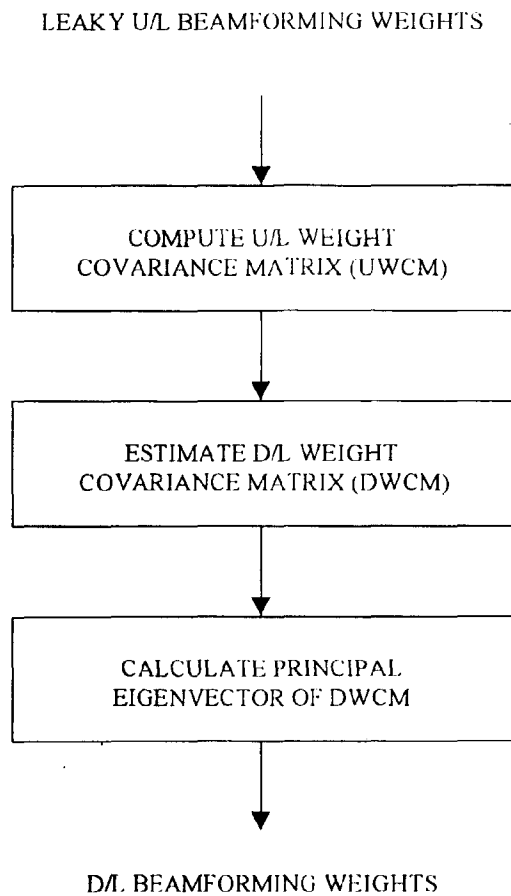 LEAKY U/L BEAMFORMING WEIGHTS
COMPUTE U/L WEIGHT
COVARIANCE MATRIX (UWCM)
ESTIMATE D/L WEIGHT
COVARIANCE MATRIX (DWCM)
CALCULATE PRINCIPAL
EIGENVECTOR OF DWCM
D/L BEAMFORMING WEIGHTS